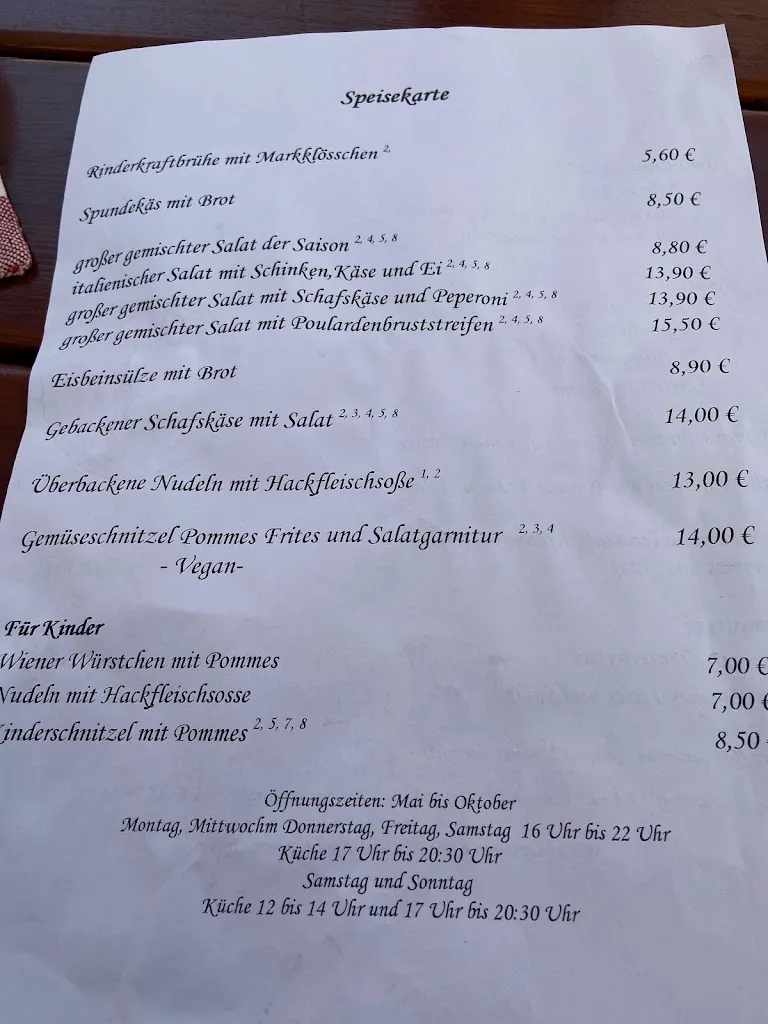 Speisekarte
Rinderkraftbrühe mit Markklösschen 2, 5,60 €
Spundekäs mit Brot 8,50 €
großer gemischter Salat der Saison 2, 4, 5, 8 8,80 €
italienischer Salat mit Schinken,Käse und Ei 2, 4, 5, 8 13,90 €
großer gemischter Salat mit Schafskäse und Peperoni 2, 4, 5, 8 13,90 €
großer gemischter Salat mit Poulardenbruststreifen 2, 4, 5, 8 15,50 €
Eisbeinsülze mit Brot 8,90 €
Gebackener Schafskäse mit Salat 2, 3, 4, 5, 8 14,00 €
Überbackene Nudeln mit Hackfleischsoße 1, 2 13,00 €
Gemüseschnitzel Pommes Frites und Salatgarnitur 2, 3, 4 14,00 €
- Vegan-
Für Kinder
Wiener Würstchen mit Pommes 7,00 €
Nudeln mit Hackfleischsosse 7,00 €
Kinderschnitzel mit Pommes 2, 5, 7, 8 8,50
Öffnungszeiten: Mai bis Oktober
Montag, Mittwochm Donnerstag, Freitag, Samstag 16 Uhr bis 22 Uhr
Küche 17 Uhr bis 20:30 Uhr
Samstag und Sonntag
Küche 12 bis 14 Uhr und 17 Uhr bis 20:30 Uhr